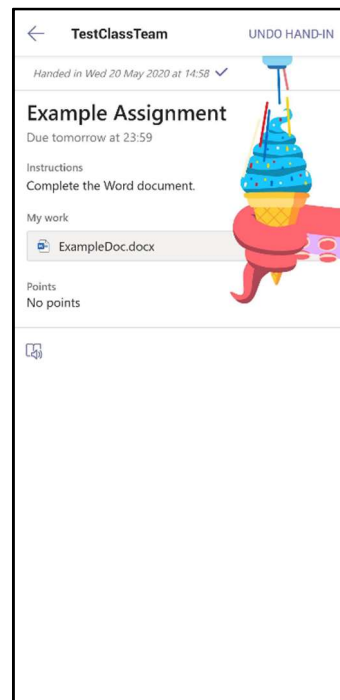 TestClassTeam UNDO HAND-IN
Handed in Wed 20 May 2020 at 14:58
Example Assignment
Due tomorrow at 23:59
Instructions
Complete the Word document.
My work
ExampleDoc.docx
Points
No points